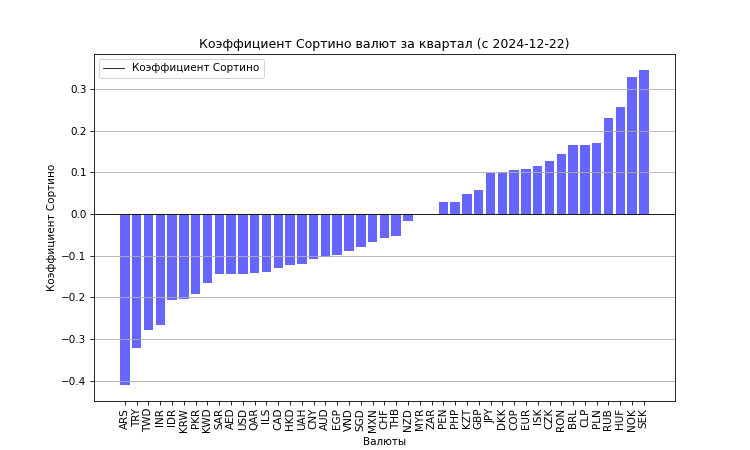 Коэффициент Сортино валют за квартал (с 2024-12-22)
Коэффициент Сортино
Коэффициент Сортино
0.3
0.2
0.1
0.0
−0.1
−0.2
−0.3
−0.4
ARS TRY TWD INR IDR KRW PKR KWD SAR AED USD QAR ILS CAD HKD UAH CNY AUD EGP VND SGD MXN CHF THB NZD MYR ZAR PEN PHP KZT GBP JPY DKK COP EUR ISK CZK RON BRL CLP PLN RUB HUF NOK SEK
Валюты